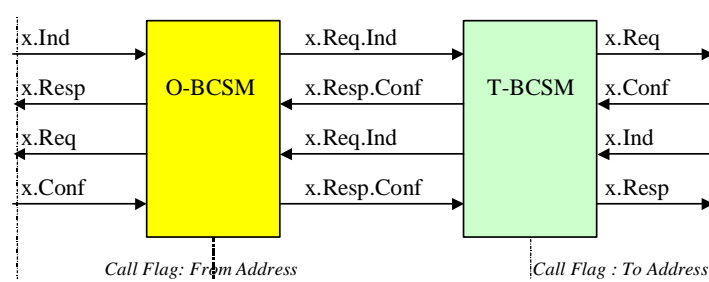 x.Ind
x.Req.Ind
x.Req
x.Resp
O-BCSM
x.Resp.Conf
T-BCSM
x.Conf
x.Req
x.Req.Ind
x.Ind
x.Conf
x.Resp.Conf
x.Resp
Call Flag: From Address
Call Flag : To Address